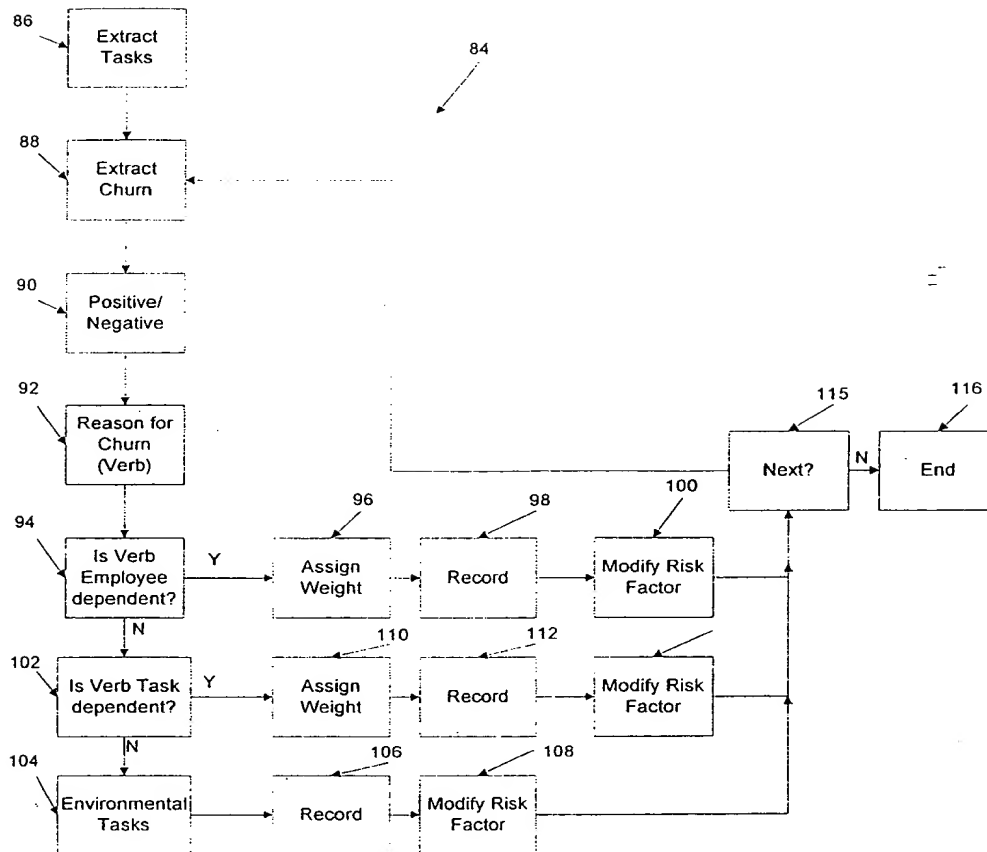 86
Extract
Tasks
84
88
Extract
Churn
90
Positive/
Negative
92
Reason for
Churn
(Verb)
115
Next?
N
116
End
94
Is Verb
Employee
dependent?
Y
96
Assign
Weight
98
Record
100
Modify Risk
Factor
N
102
Is Verb Task
dependent?
Y
110
Assign
Weight
112
Record
Modify Risk
Factor
N
104
Environmental
Tasks
106
Record
108
Modify Risk
Factor